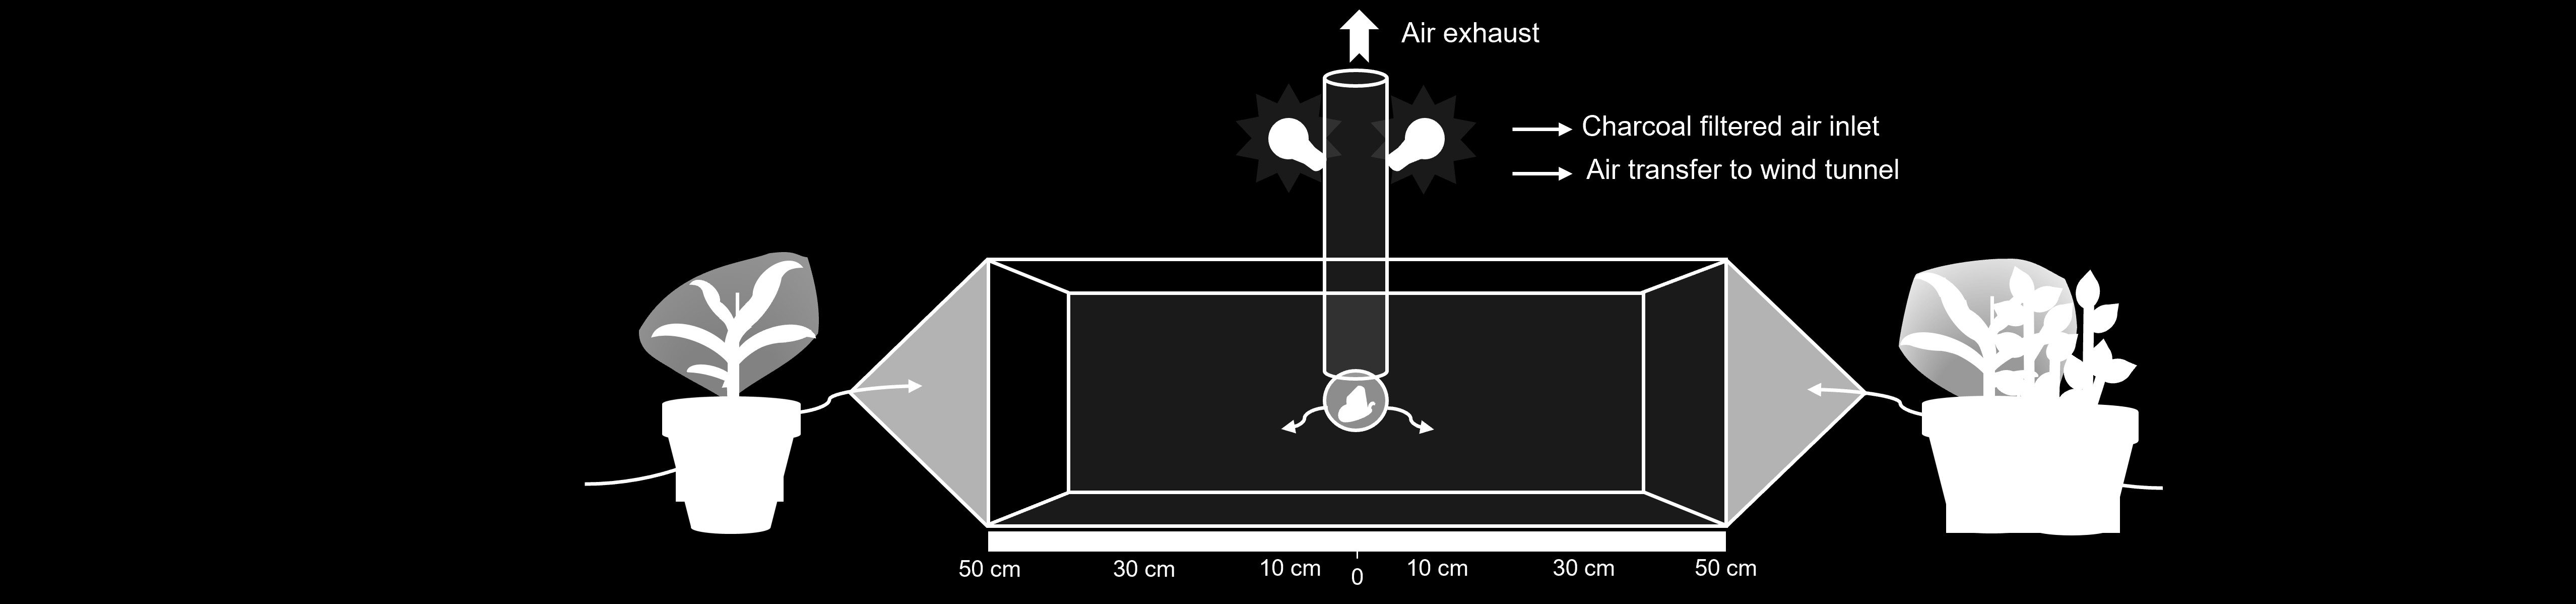 Air exhaust
Charcoal filtered air inlet
Air transfer to wind tunnel
50 cm 30 cm 10 cm 0 10 cm 30 cm 50 cm